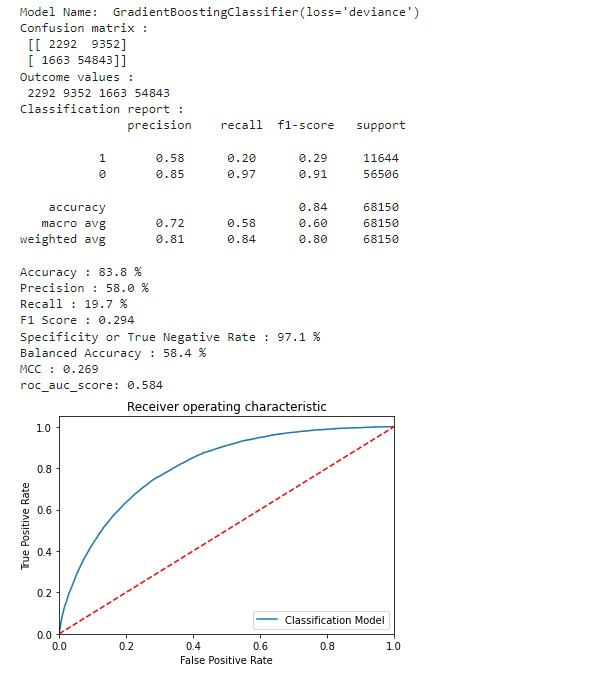 Model Name:  GradientBoostingClassifier(loss='deviance')
Confusion matrix :
[[ 2292  9352]
[ 1663 54843]]
Outcome values :
2292 9352 1663 54843
Classification report :
precision    recall  f1-score   support
1       0.58      0.20      0.29     11644
0       0.85      0.97      0.91     56506
accuracy                           0.84     68150
macro avg       0.72      0.58      0.60     68150
weighted avg       0.81      0.84      0.80     68150
Accuracy : 83.8 %
Precision : 58.0 %
Recall : 19.7 %
F1 Score : 0.294
Specificity or True Negative Rate : 97.1 %
Balanced Accuracy : 58.4 %
MCC : 0.269
roc_auc_score: 0.584
Receiver operating characteristic
1.0
0.8
0.6
0.4
0.2
0.0
True Positive Rate
Classification Model
0.0 0.2 0.4 0.6 0.8 1.0
False Positive Rate